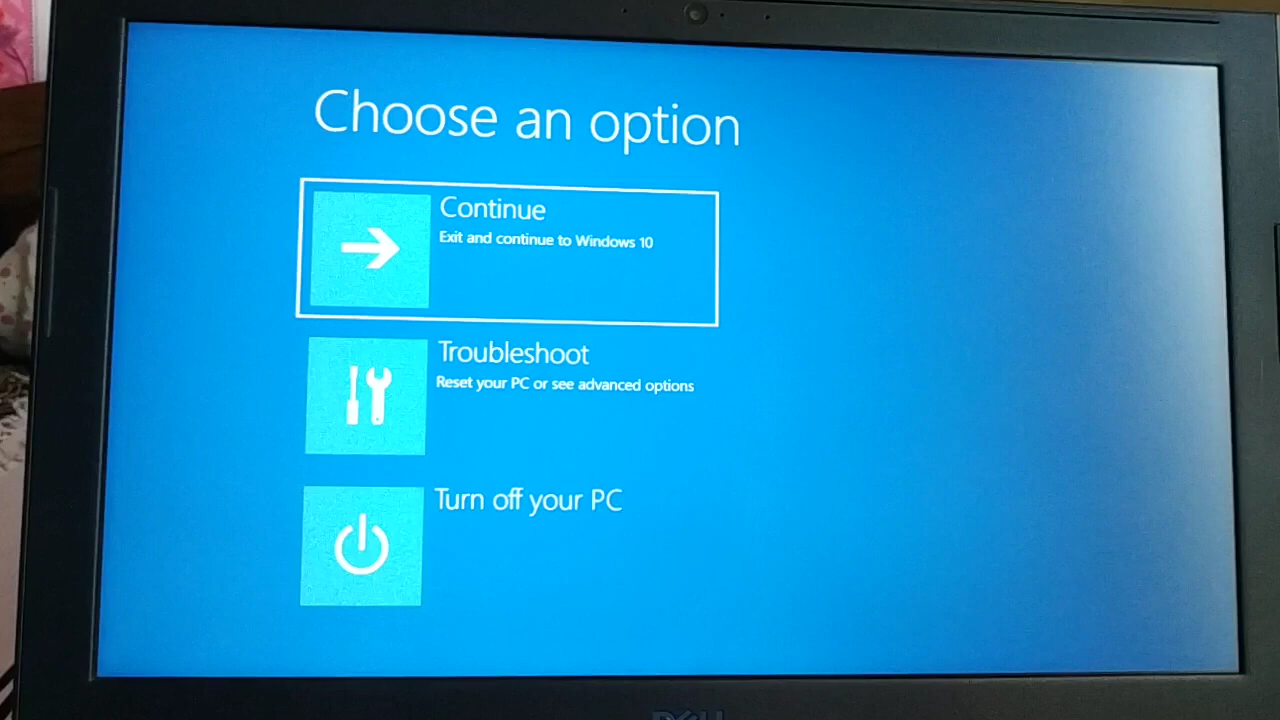 Choose an option
Continue
Exit and continue to Windows 10
Troubleshoot
Reset your PC or see advanced options
Turn off your PC
DELL